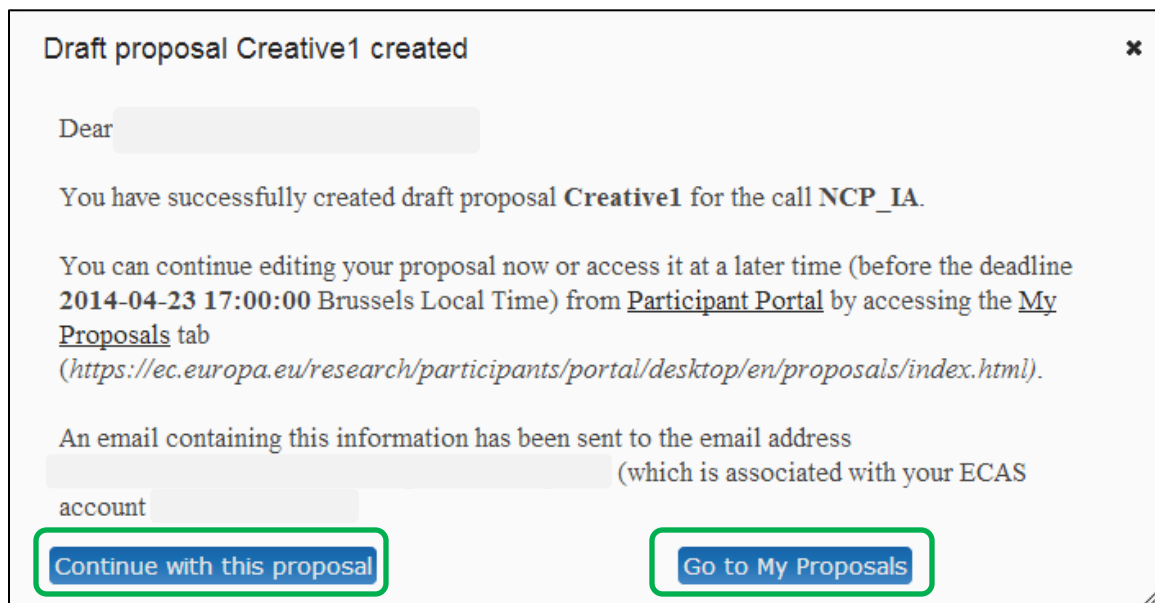 Draft proposal Creative1 created
Dear
You have successfully created draft proposal Creative1 for the call NCP_IA.
You can continue editing your proposal now or access it at a later time (before the deadline
2014-04-23 17:00:00 Brussels Local Time) from Participant Portal by accessing the My
Proposals tab
(https://ec.europa.eu/research/participants/portal/desktop/en/proposals/index.html).
An email containing this information has been sent to the email address
(which is associated with your ECAS
account
Continue with this proposal
Go to My Proposals